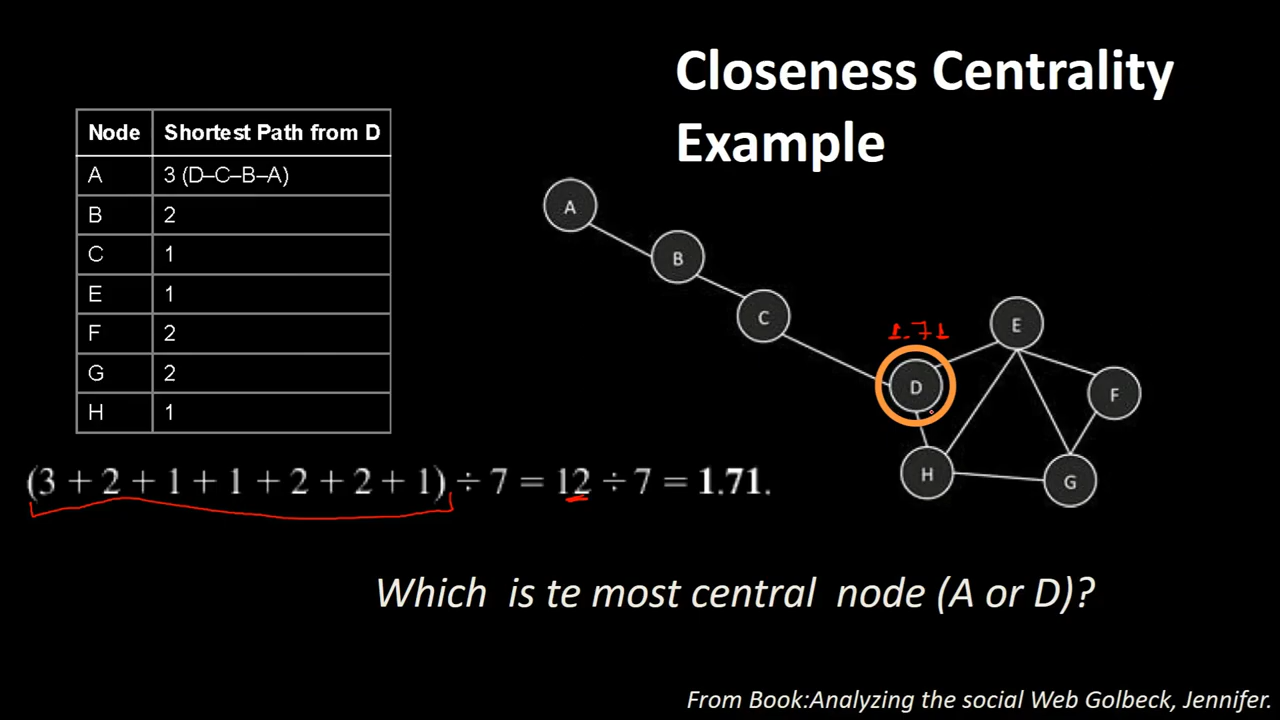 Closeness Centrality
Example
Node Shortest Path from D
A 3 (D–C–B–A)
B 2
C 1
E 1
F 2
G 2
H 1
A
B
C
1.71
D
E
F
H
G
(3 + 2 + 1 + 1 + 2 + 2 + 1) ÷ 7 = 12 ÷ 7 = 1.71.
Which is te most central node (A or D)?
From Book:Analyzing the social Web Golbeck, Jennifer.